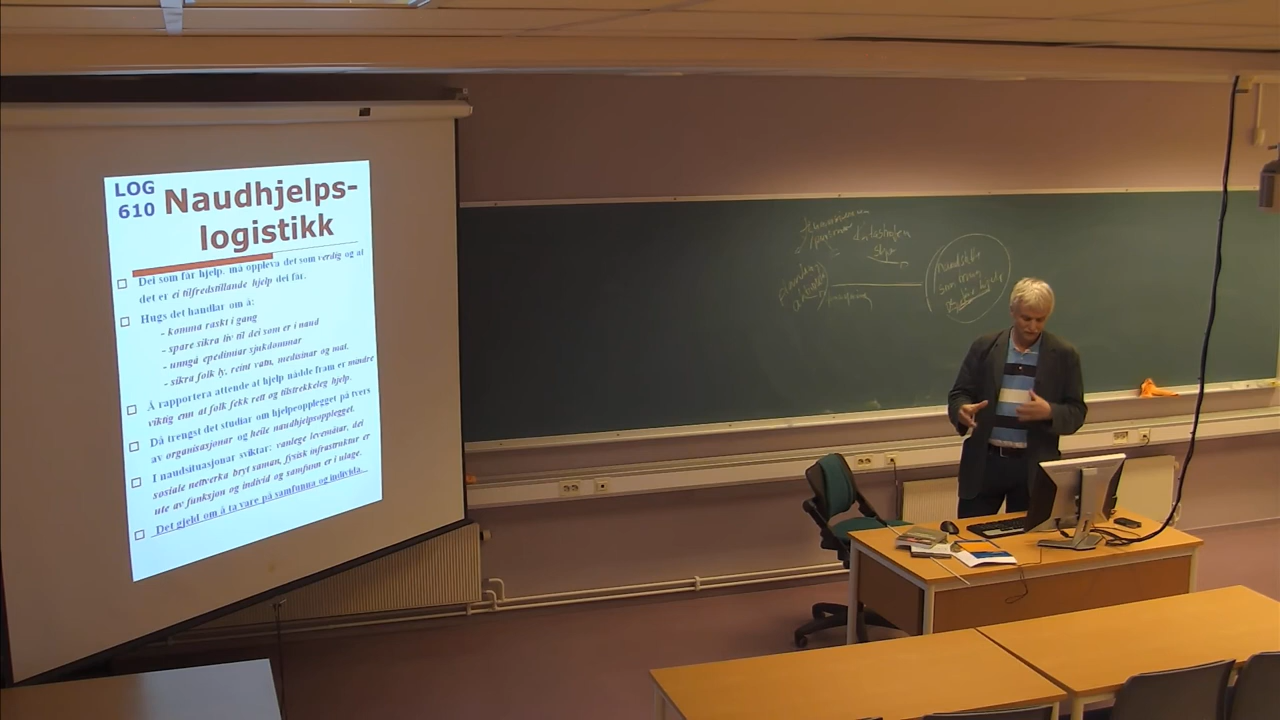 LOG
610
Naudhjelps-
logistikk
Dei som får hjelp, må oppleva det som verdig og at
det er ei tilfredstillande hjelp dei får.
Hugs det handlar om å:
- komma raskt i gang
- spare sikra liv til dei som er i naud
- unngå epedimiar sjukdommar
- sikra folk ly, reint vatn, medisinar og mat.
Å rapportera attende at hjelp nådde fram er mindre
viktig enn at folk fekk rett og tilstrekkeleg hjelp.
Då trengst det studiar om hjelpeopplegget på tvers
av organisasjonar og heile naudhjelpsopplegget.
I naudsituasjonar sviktar: vanlege levemåtar, dei
sosiale nettverka bryt saman, fysisk infrastruktur er
ute av funksjon og individ og samfunn er i ulage.
Det gjeld om å ta vare på samfunna og individa...